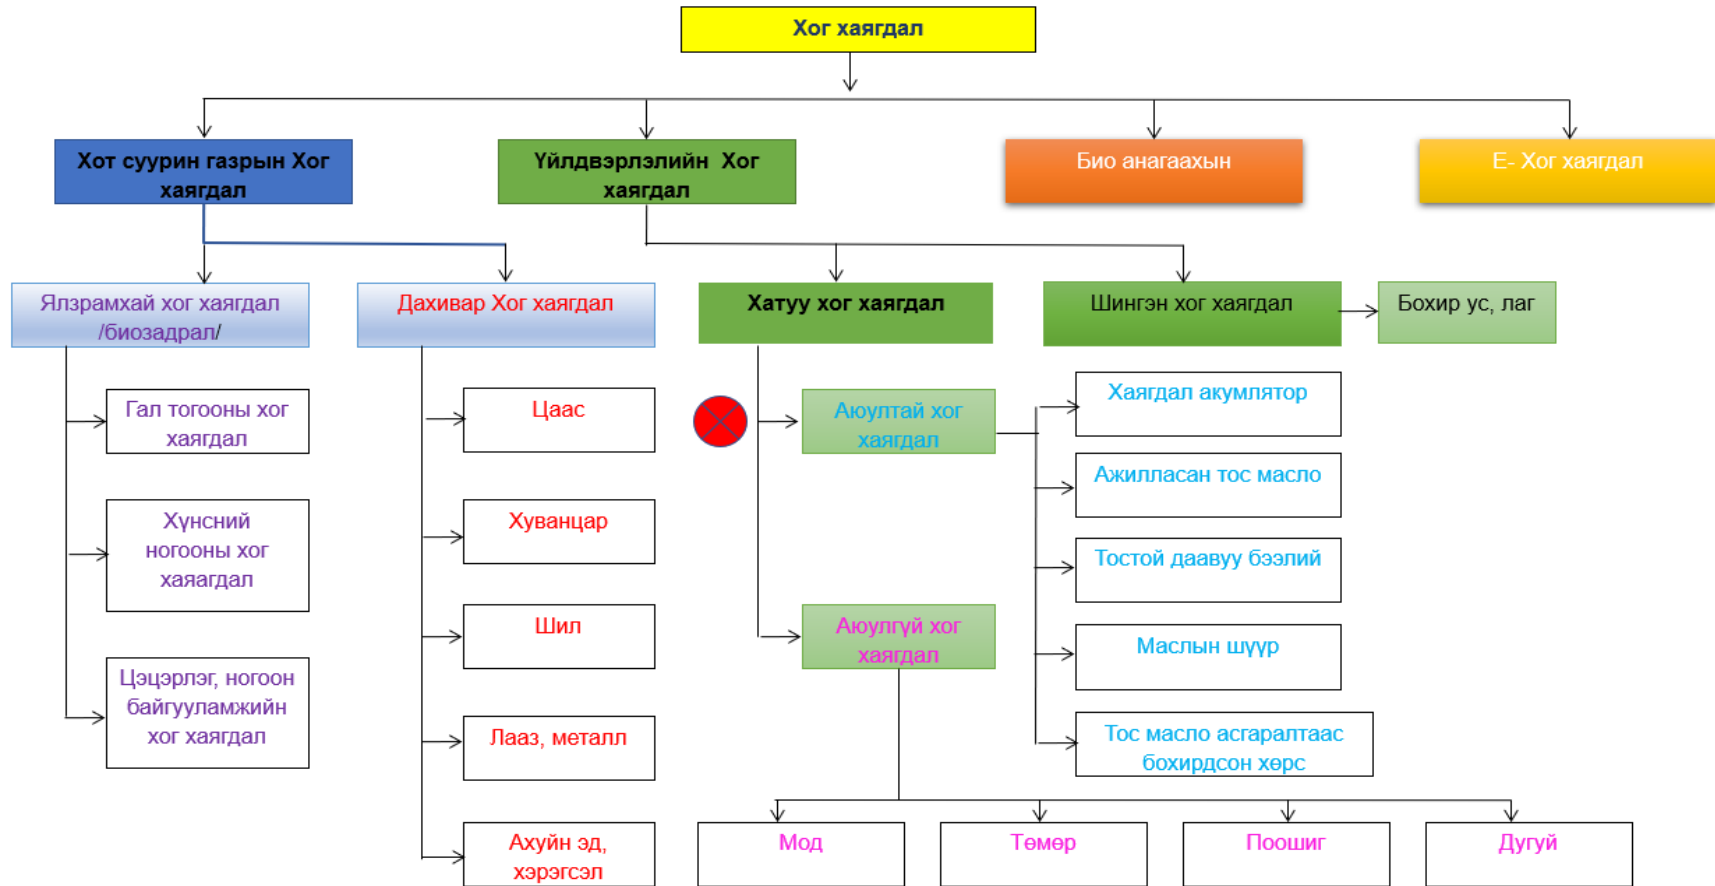 Хог хаягдал
Хот суурин газрын Хог
хаягдал
Үйлдвэрлэлийн Хог
хаягдал
Био анагаахын
Е- Хог хаягдал
Ялзрамхай хог хаягдал
/биозадрал/
Дахивар Хог хаягдал
Хатуу хог хаягдал
Шингэн хог хаягдал
Бохир ус, лаг
Гал тогооны хог
хаягдал
Хүнсний
ногооны хог
хаяагдал
Цэцэрлэг, ногоон
байгууламжийн
хог хаягдал
Цаас
Хуванцар
Шил
Лааз, металл
Ахуйн эд,
хэрэгсэл
Аюултай хог
хаягдал
Аюулгүй хог
хаягдал
Хаягдал акумлятор
Ажилласан тос масло
Тостой даавуу бээлий
Маслын шүүр
Тос масло асгаралтаас
бохирдсон хөрс
Мод
Төмөр
Поошиг
Дугуй